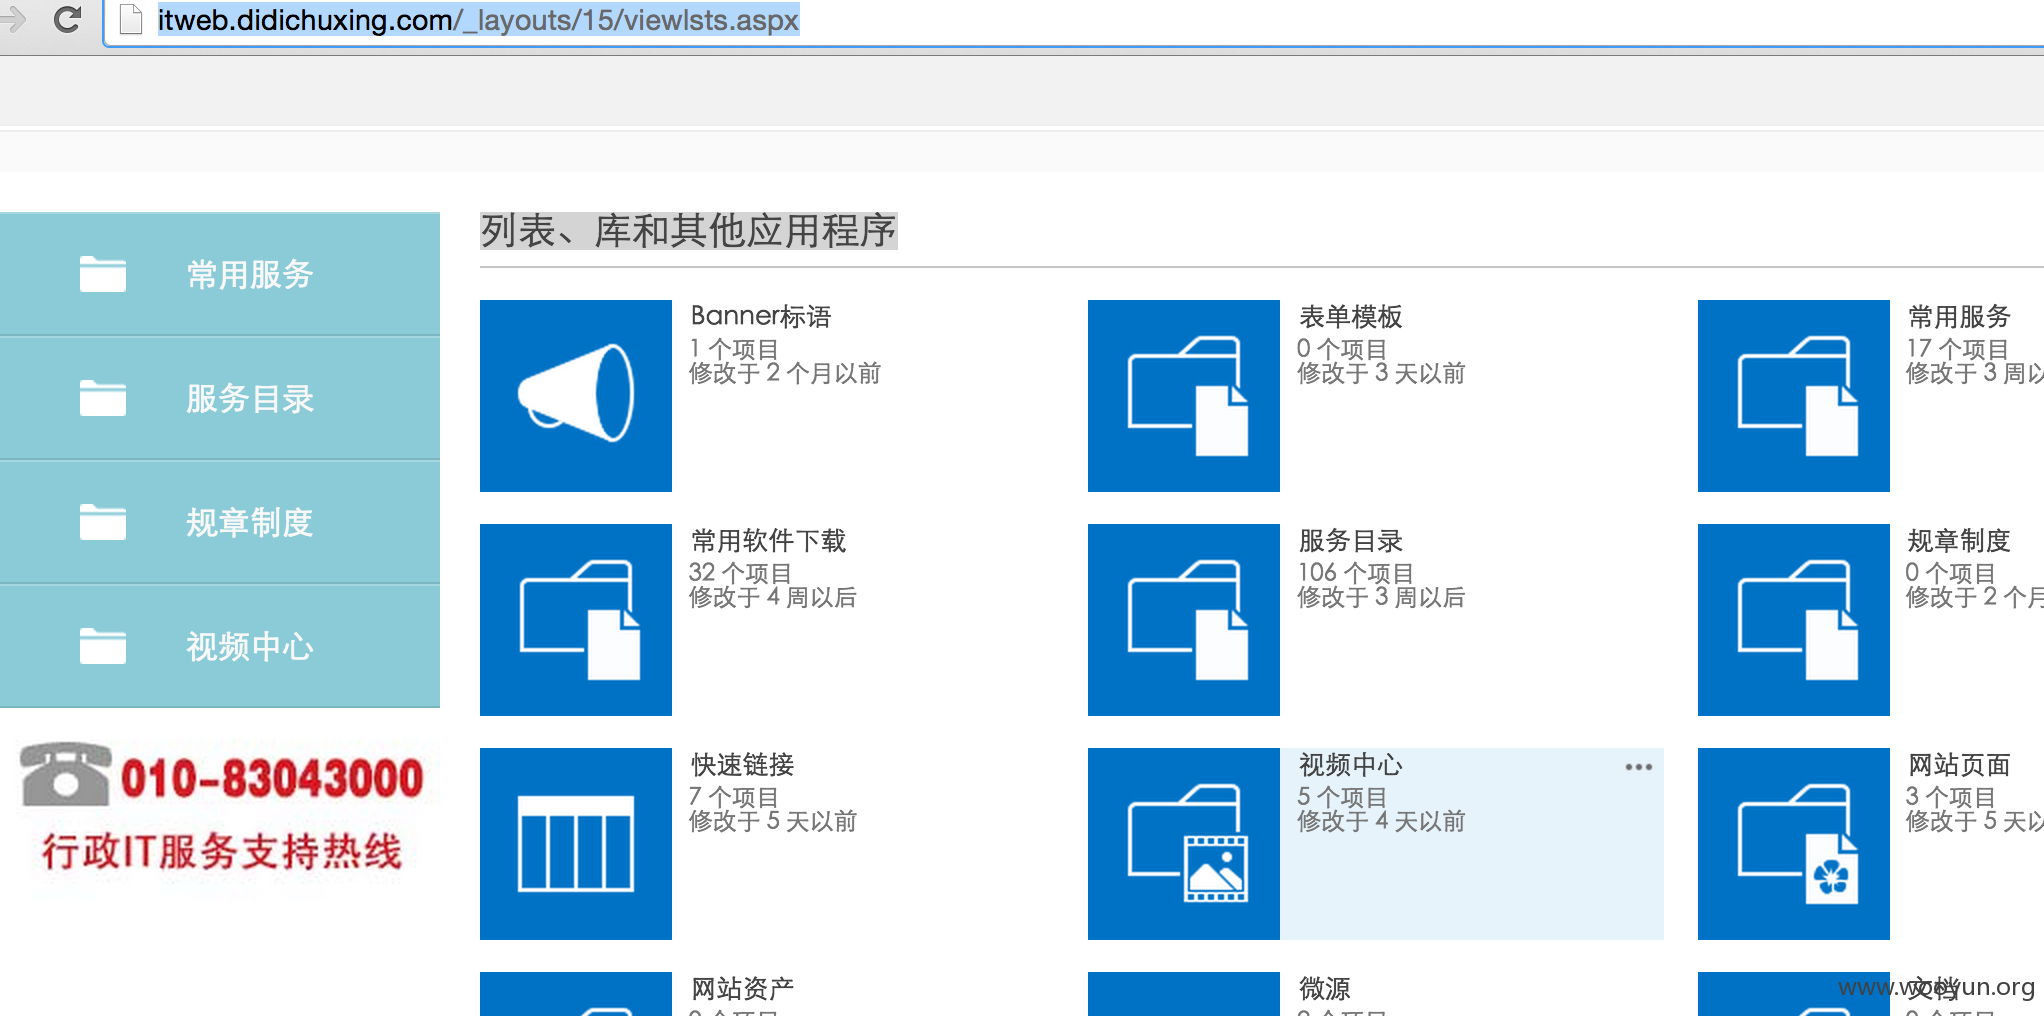 itweb.didichuxing.com/_layouts/15/viewlsts.aspx
常用服务
服务目录
规章制度
视频中心
010-83043000
行政IT服务支持热线
列表、库和其他应用程序
Banner标语
1 个项目
修改于 2 个月以前
表单模板
0 个项目
修改于 3 天以前
常用服务
17 个项目
修改于 3 周以
常用软件下载
32 个项目
修改于 4 周以后
服务目录
106 个项目
修改于 3 周以后
规章制度
0 个项目
修改于 2 个月
快速链接
7 个项目
修改于 5 天以前
视频中心
5 个项目
修改于 4 天以前
网站页面
3 个项目
修改于 5 天以
网站资产
个项目
微源
个项目
文档
个项目
www.wooyun.org